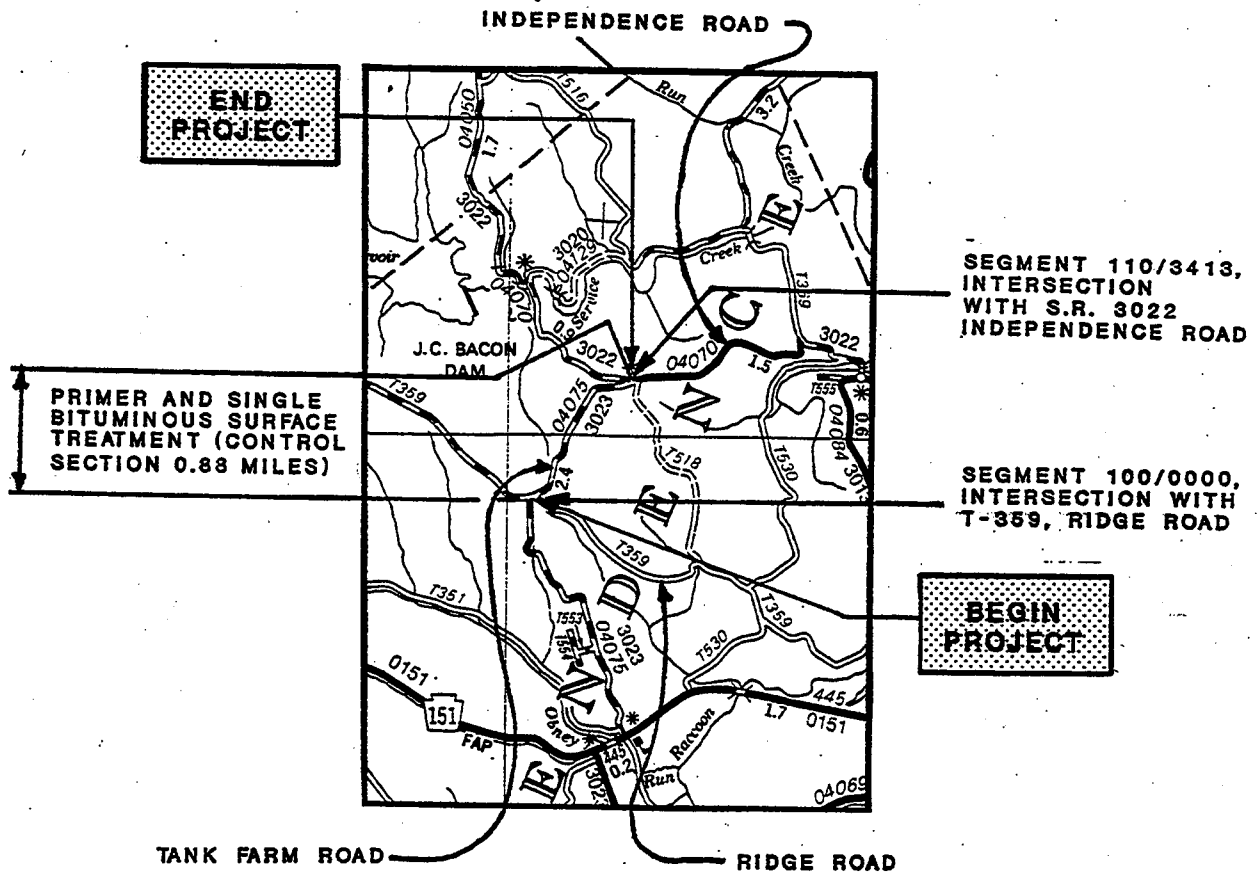 INDEPENDENCE ROAD
END
PROJECT
T516
Run
3.2
04050
1.7
3022
Creek
E
3020
04129
Creek
T369
voir
Service
0.9
SEGMENT 110/3413,
INTERSECTION
WITH S.R. 3022
INDEPENDENCE ROAD
C
J.C. BACON
DAM
3022
04070
1.5
3022
T359
PRIMER AND SINGLE
BITUMINOUS SURFACE
TREATMENT (CONTROL
SECTION 0.88 MILES)
04075
3023
N
T555
04084
0.6
T518
T530
2.4
E
SEGMENT 100/0000,
INTERSECTION WITH
T-359, RIDGE ROAD
T359
T351
D
T553
T554
3023
04075
T359
T530
BEGIN
PROJECT
0151
N
151
FAP
Obney
445
0151
1.7
Raccoon
Run
445
0.2
E
04069
TANK FARM ROAD
RIDGE ROAD